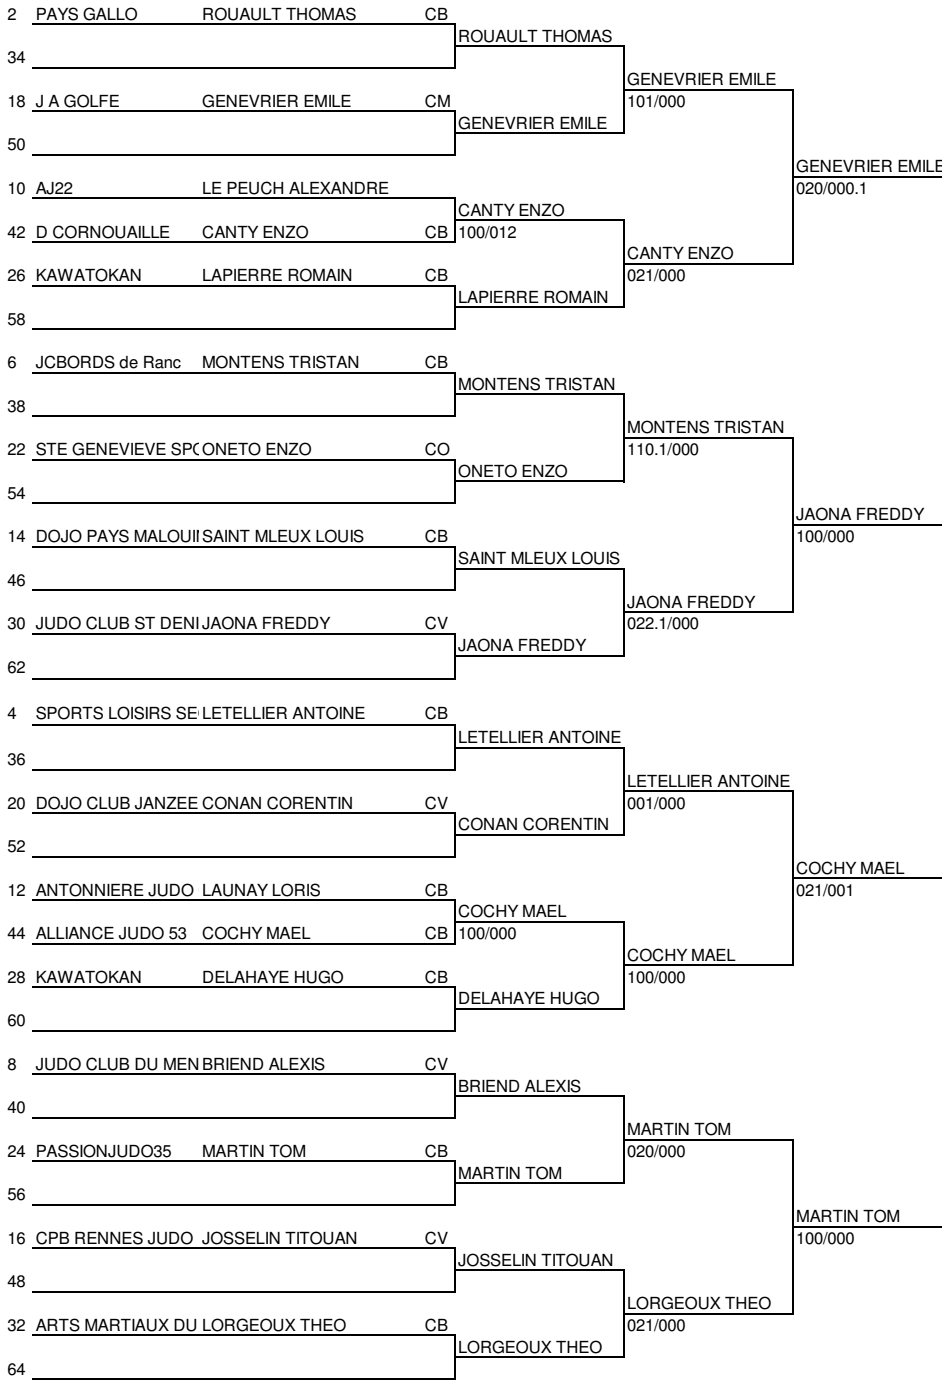 2 PAYS GALLO ROUAULT THOMAS CB
ROUAULT THOMAS
34
GENEVRIER EMILE
18 J A GOLFE GENEVRIER EMILE CM 101/000
GENEVRIER EMILE
50
GENEVRIER EMILE
10 AJ22 LE PEUCH ALEXANDRE 020/000.1
CANTY ENZO
42 D CORNOUAILLE CANTY ENZO CB 100/012
CANTY ENZO
26 KAWATOKAN LAPIERRE ROMAIN CB 021/000
LAPIERRE ROMAIN
58
6 JCBORDS de Ranc MONTENS TRISTAN CB
MONTENS TRISTAN
38
MONTENS TRISTAN
22 STE GENEVIEVE SPO ONETO ENZO CO 110.1/000
ONETO ENZO
54
JAONA FREDDY
14 DOJO PAYS MALOUI SAINT MLEUX LOUIS CB 100/000
SAINT MLEUX LOUIS
46
JAONA FREDDY
30 JUDO CLUB ST DENI JAONA FREDDY CV 022.1/000
JAONA FREDDY
62
4 SPORTS LOISIRS SE LETELLIER ANTOINE CB
LETELLIER ANTOINE
36
LETELLIER ANTOINE
20 DOJO CLUB JANZEE CONAN CORENTIN CV 001/000
CONAN CORENTIN
52
COCHY MAEL
12 ANTONNIERE JUDO LAUNAY LORIS CB 021/001
COCHY MAEL
44 ALLIANCE JUDO 53 COCHY MAEL CB 100/000
COCHY MAEL
28 KAWATOKAN DELAHAYE HUGO CB 100/000
DELAHAYE HUGO
60
8 JUDO CLUB DU MEN BRIEND ALEXIS CV
BRIEND ALEXIS
40
MARTIN TOM
24 PASSIONJUDO35 MARTIN TOM CB 020/000
MARTIN TOM
56
MARTIN TOM
16 CPB RENNES JUDO JOSSELIN TITOUAN CV 100/000
JOSSELIN TITOUAN
48
LORGEOUX THEO
32 ARTS MARTIAUX DU LORGEOUX THEO CB 021/000
LORGEOUX THEO
64